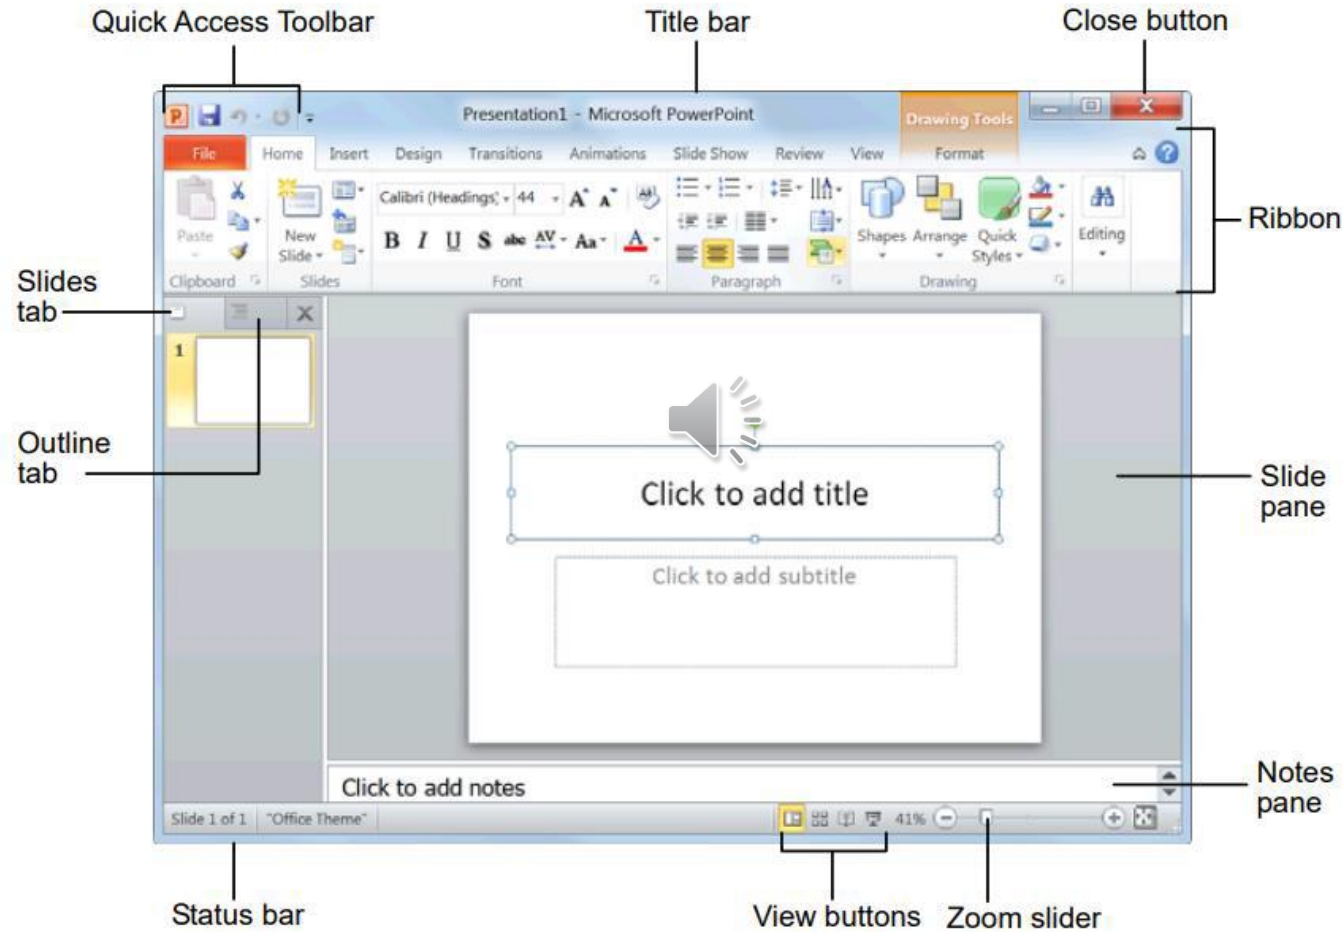 Quick Access Toolbar
Title bar
Close button
P
Presentation1 - Microsoft PowerPoint
Drawing Tools
File Home Insert Design Transitions Animations Slide Show Review View Format
Calibri (Headings) 44 A A
Paste
New
Slide
B I U S abc AV Aa A
Shapes Arrange Quick
Styles
Editing
Clipboard Slides Font Paragraph Drawing
Ribbon
Slides
tab
1
Outline
tab
Click to add title
Click to add subtitle
Slide
pane
Click to add notes
Notes
pane
Slide 1 of 1 "Office Theme" 41%
Status bar
View buttons
Zoom slider